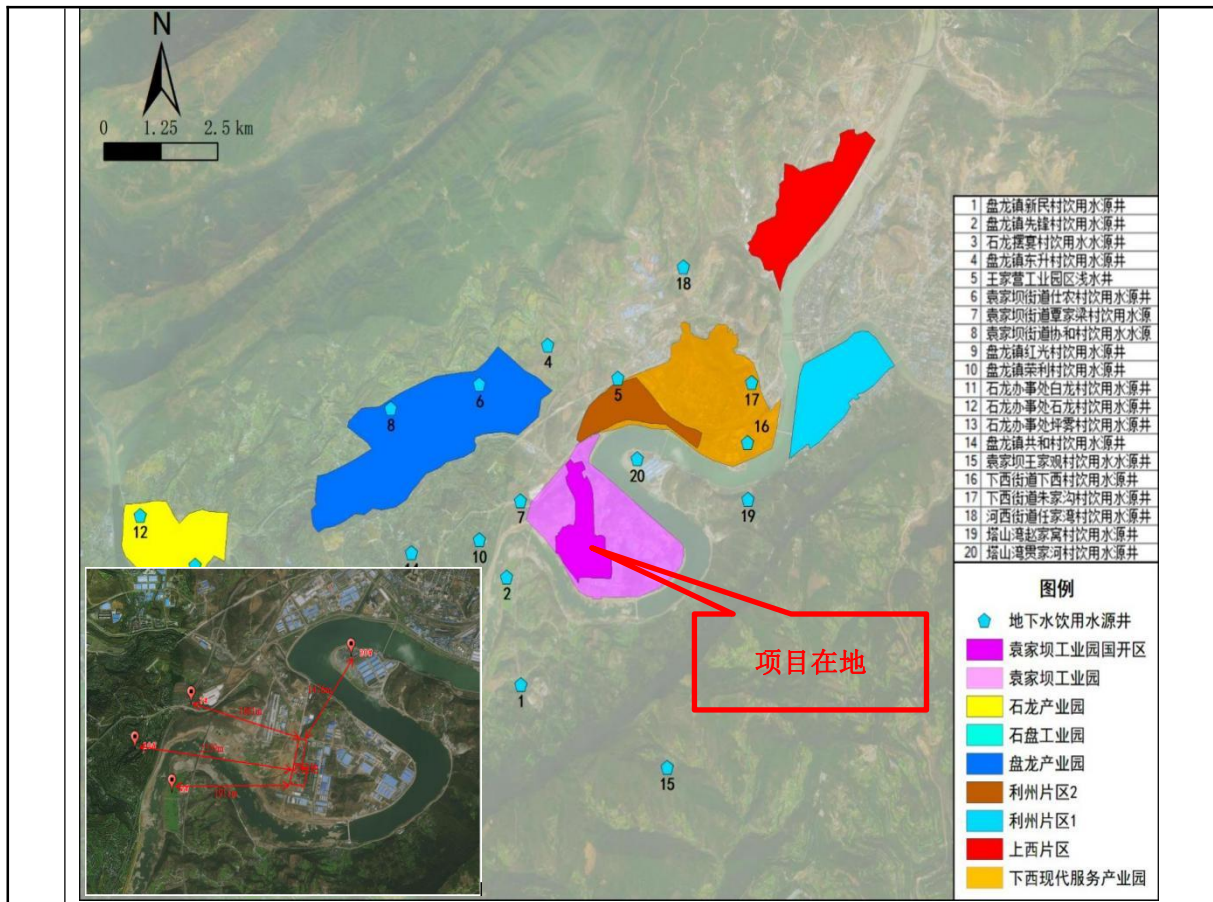 N
0 1.25 2.5 km
1 盘龙镇新民村饮用水源井
2 盘龙镇先锋村饮用水源井
3 石龙摆宴村饮用水水源井
4 盘龙镇东升村饮用水源井
5 王家营工业园区浅水井
6 袁家坝街道仕农村饮用水源井
7 袁家坝街道覃家梁村饮用水源
8 袁家坝街道协和村饮用水水源
9 盘龙镇红光村饮用水源井
10 盘龙镇荣利村饮用水源井
11 石龙办事处白龙村饮用水源井
12 石龙办事处石龙村饮用水源井
13 石龙办事处坪雾村饮用水源井
14 盘龙共和村饮用水源井
15 袁家坝王家观村饮用水水源井
16 下西街道下西村饮用水源井
17 下西街道朱家沟村饮用水源井
18 河西街道任家湾村饮用水源井
19 塔山湾赵家窝村饮用水源井
20 塔山湾贯家河村饮用水源井
18
4
5
6
17
8
16
20
7
19
12
10
2
1
15
项目在地
图例
地下水饮用水源井
袁家坝工业园国开区
袁家坝工业园
石龙产业园
石盘工业园
盘龙产业园
利州片区2
利州片区1
上西片区
下西现代服务产业园